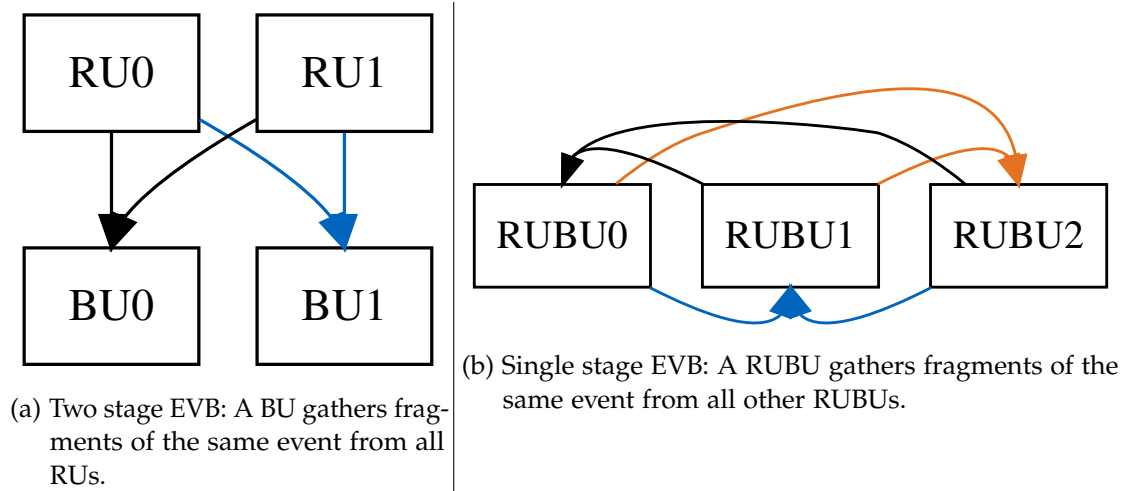 RU0 RU1
BU0 BU1
(a) Two stage EVB: A BU gathers frag-
ments of the same event from all
RUs.
RUBU0 RUBU1 RUBU2
(b) Single stage EVB: A RUBU gathers fragments of the
same event from all other RUBUs.